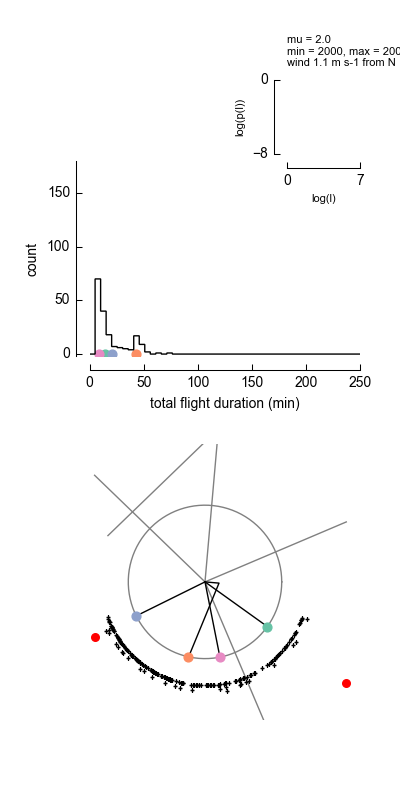 mu = 2.0
min = 2000, max = 200
wind 1.1 m s-1 from N
0
log(p(l))
−8
0 7
log(l)
150
count
100
50
0
0 50 100 150 200 250
total flight duration (min)